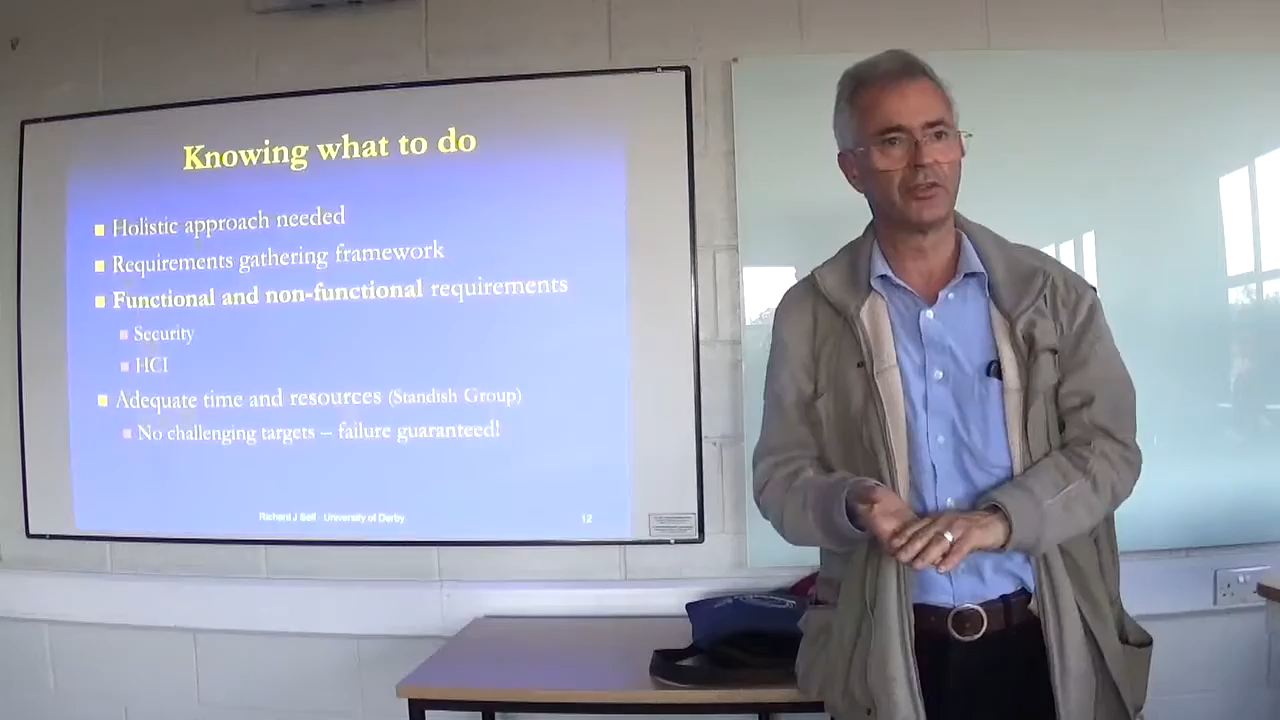 Knowing what to do
Holistic approach needed
Requirements gathering framework
Functional and non-functional requirements
Security
HCI
Adequate time and resources (Standish Group)
No challenging targets – failure guaranteed!
Richard J Self - University of Derby
12